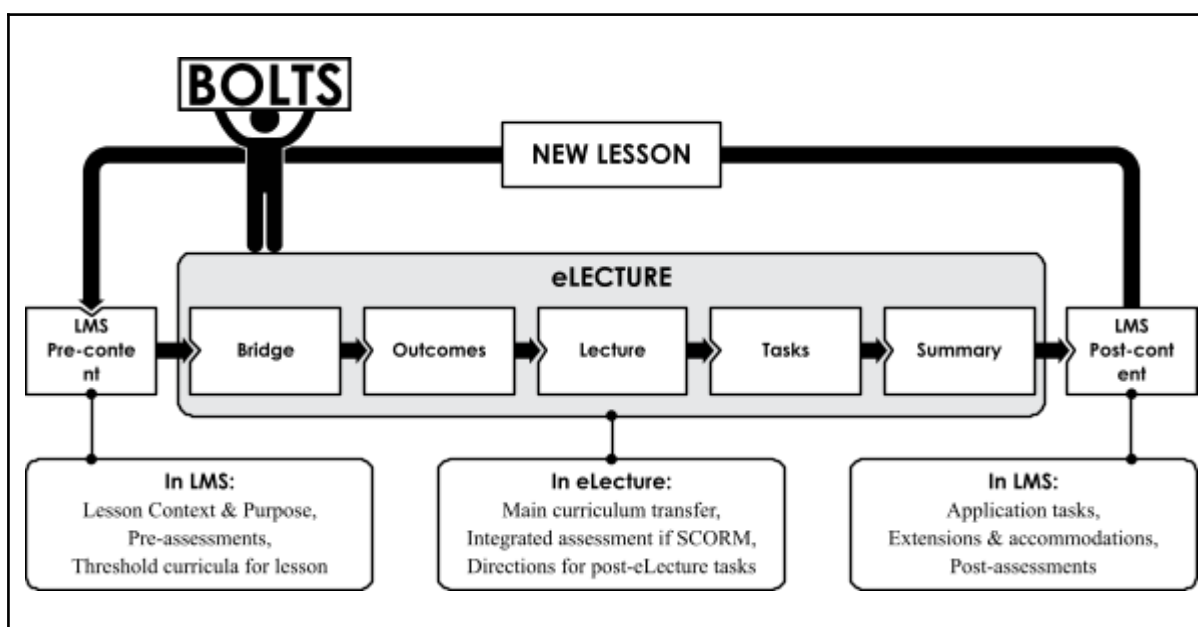 BOLTS
NEW LESSON
eLECTURE
LMS
Pre-conte
nt
Bridge
Outcomes
Lecture
Tasks
Summary
LMS
Post-cont
ent
In LMS:
Lesson Context & Purpose,
Pre-assessments,
Threshold curricula for lesson
In eLecture:
Main curriculum transfer,
Integrated assessment if SCORM,
Directions for post-eLecture tasks
In LMS:
Application tasks,
Extensions & accommodations,
Post-assessments